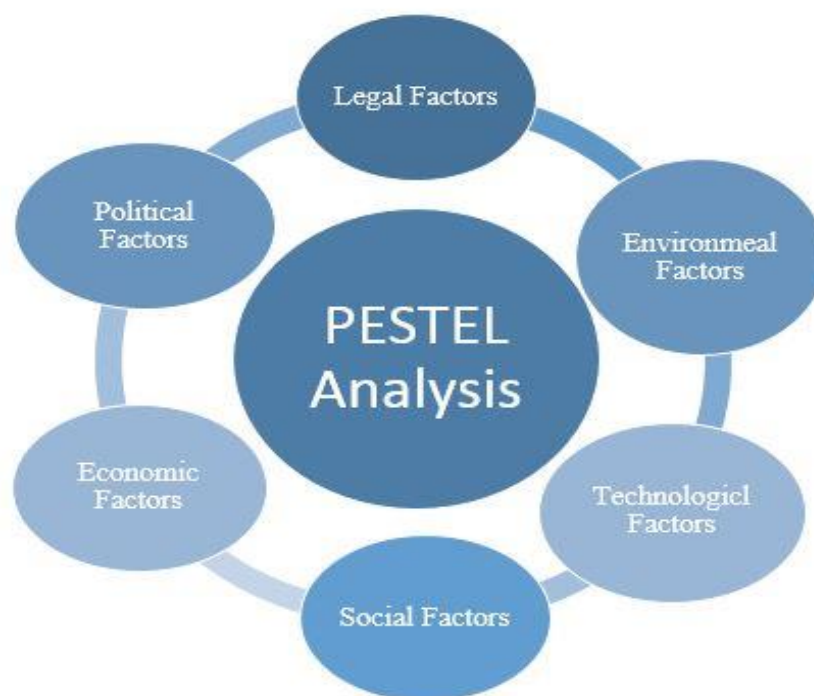 Legal Factors
Political
Factors
Environmeal
Factors
PESTEL
Analysis
Economic
Factors
Technologicl
Factors
Social Factors